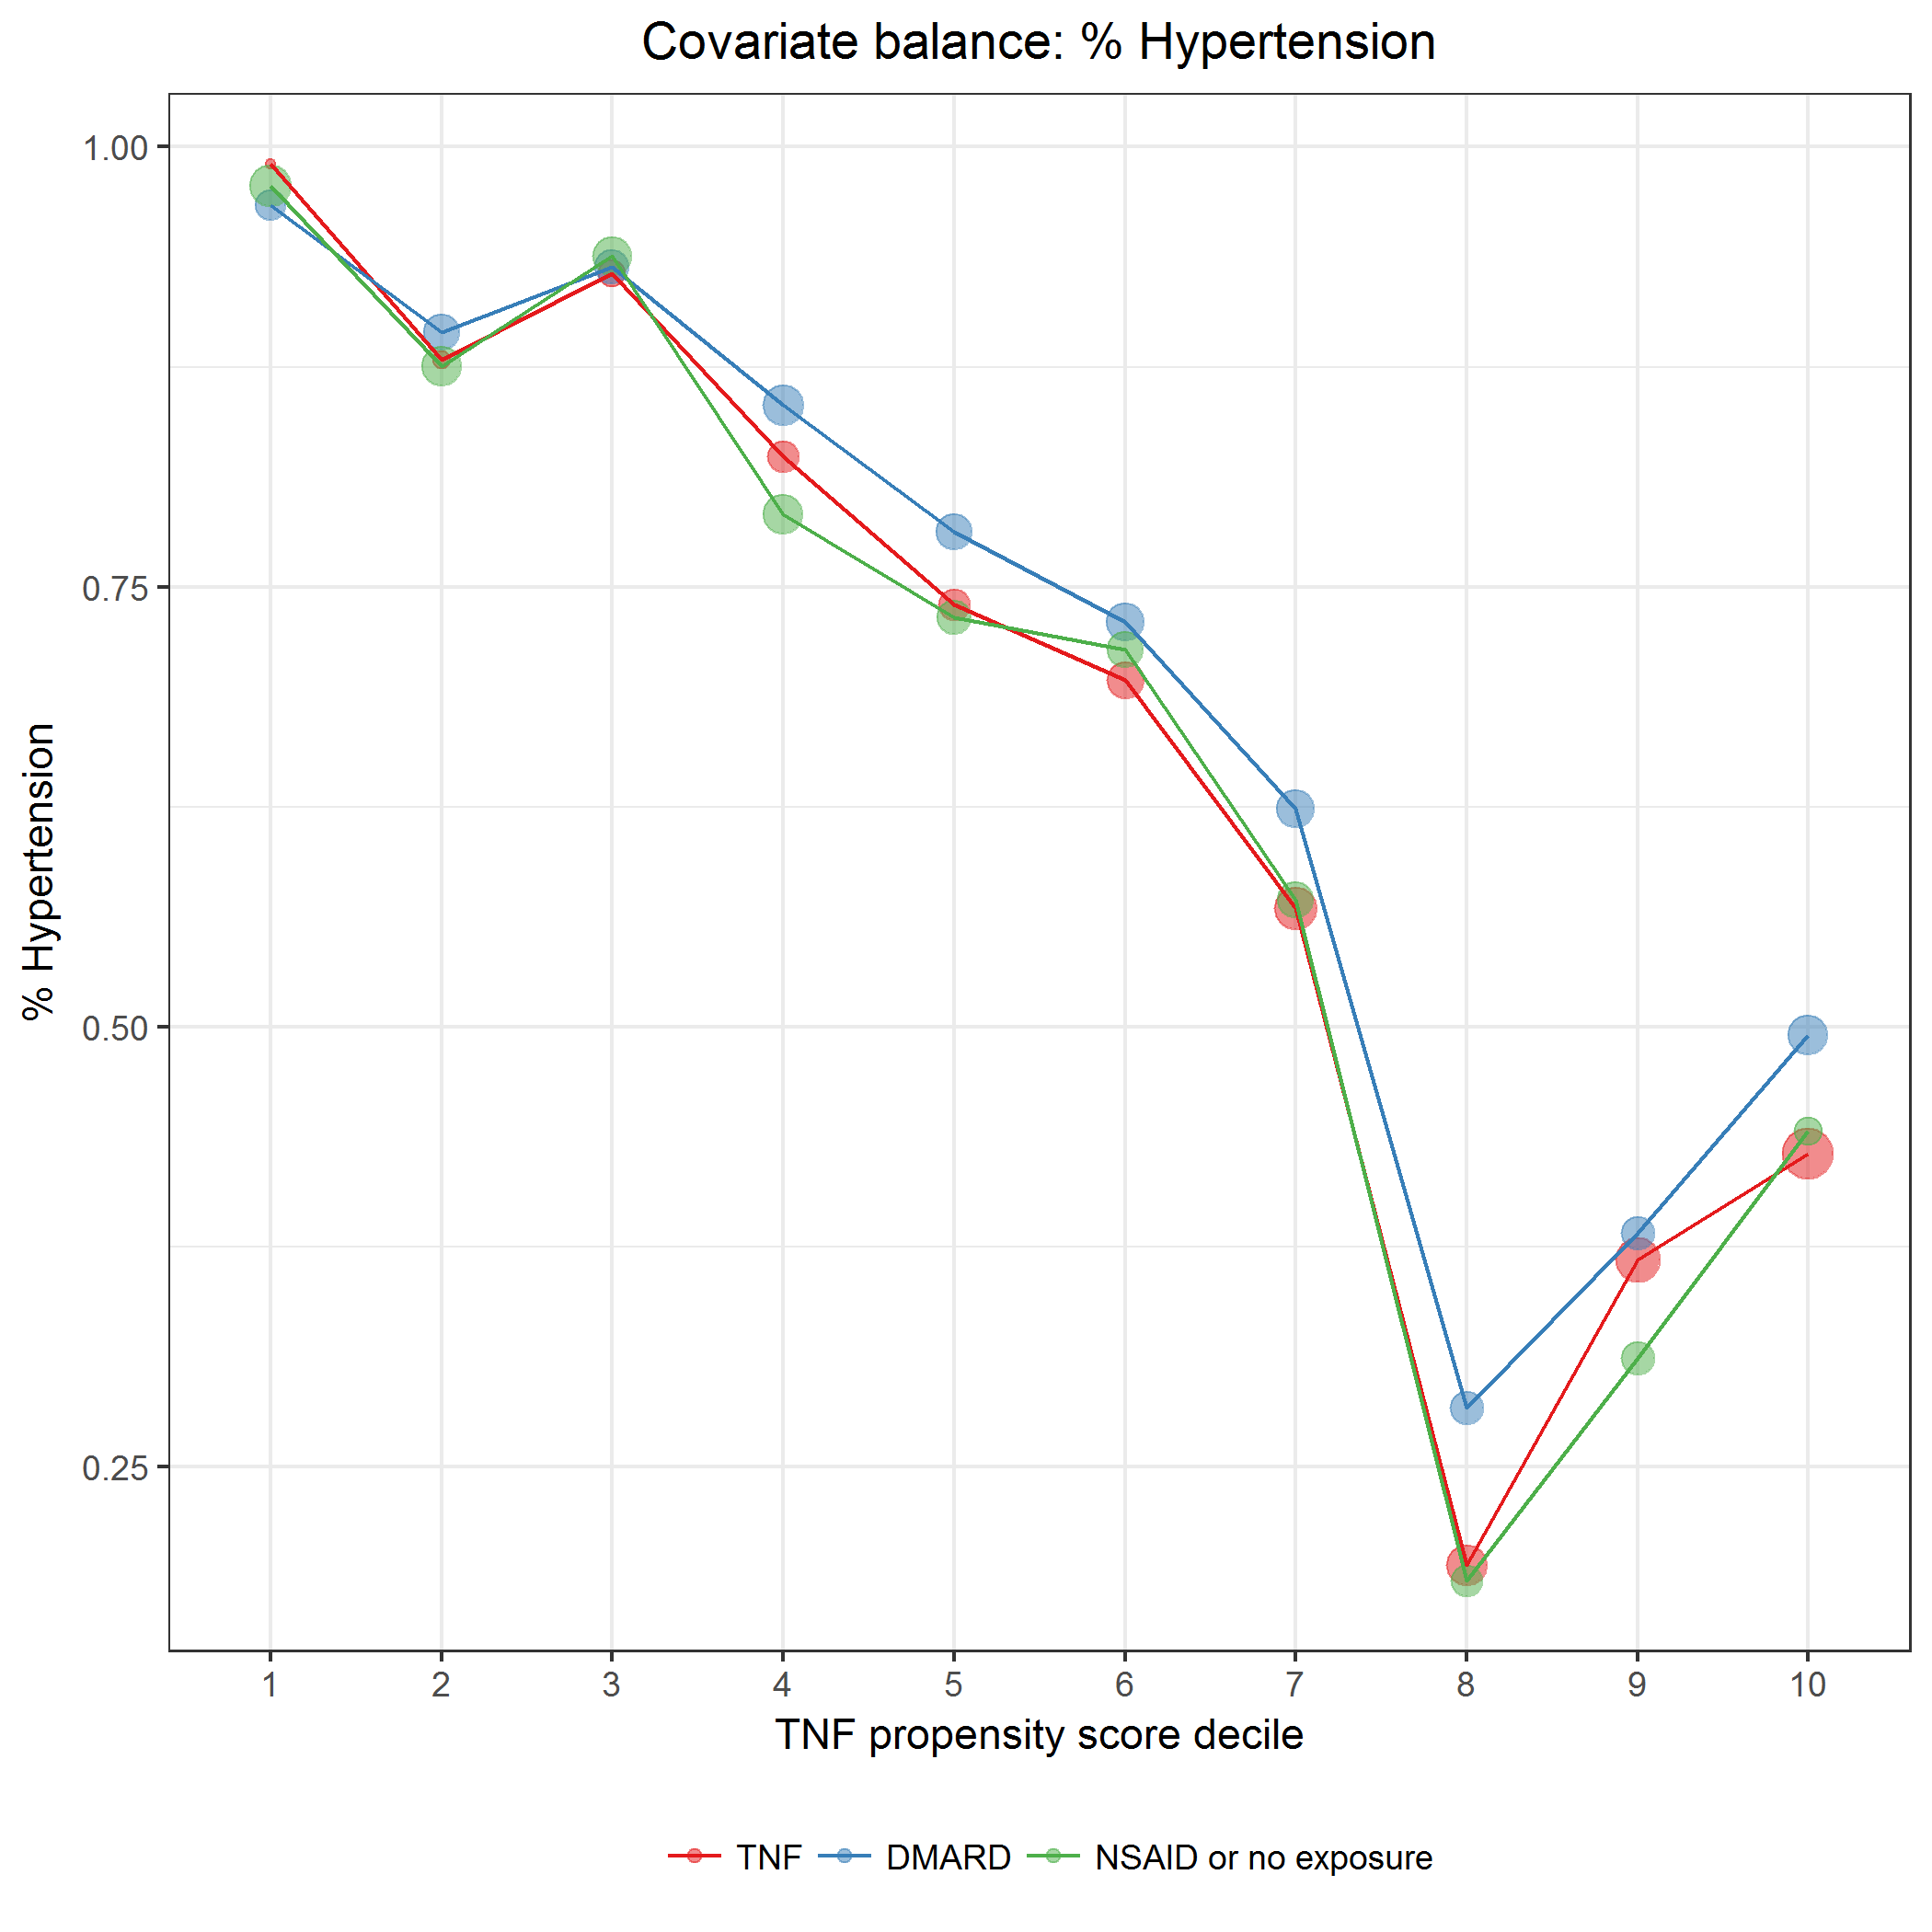 Covariate balance: % Hypertension
% Hypertension
1.00
0.75
0.50
0.25
1 2 3 4 5 6 7 8 9 10
TNF propensity score decile
TNF DMARD NSAID or no exposure